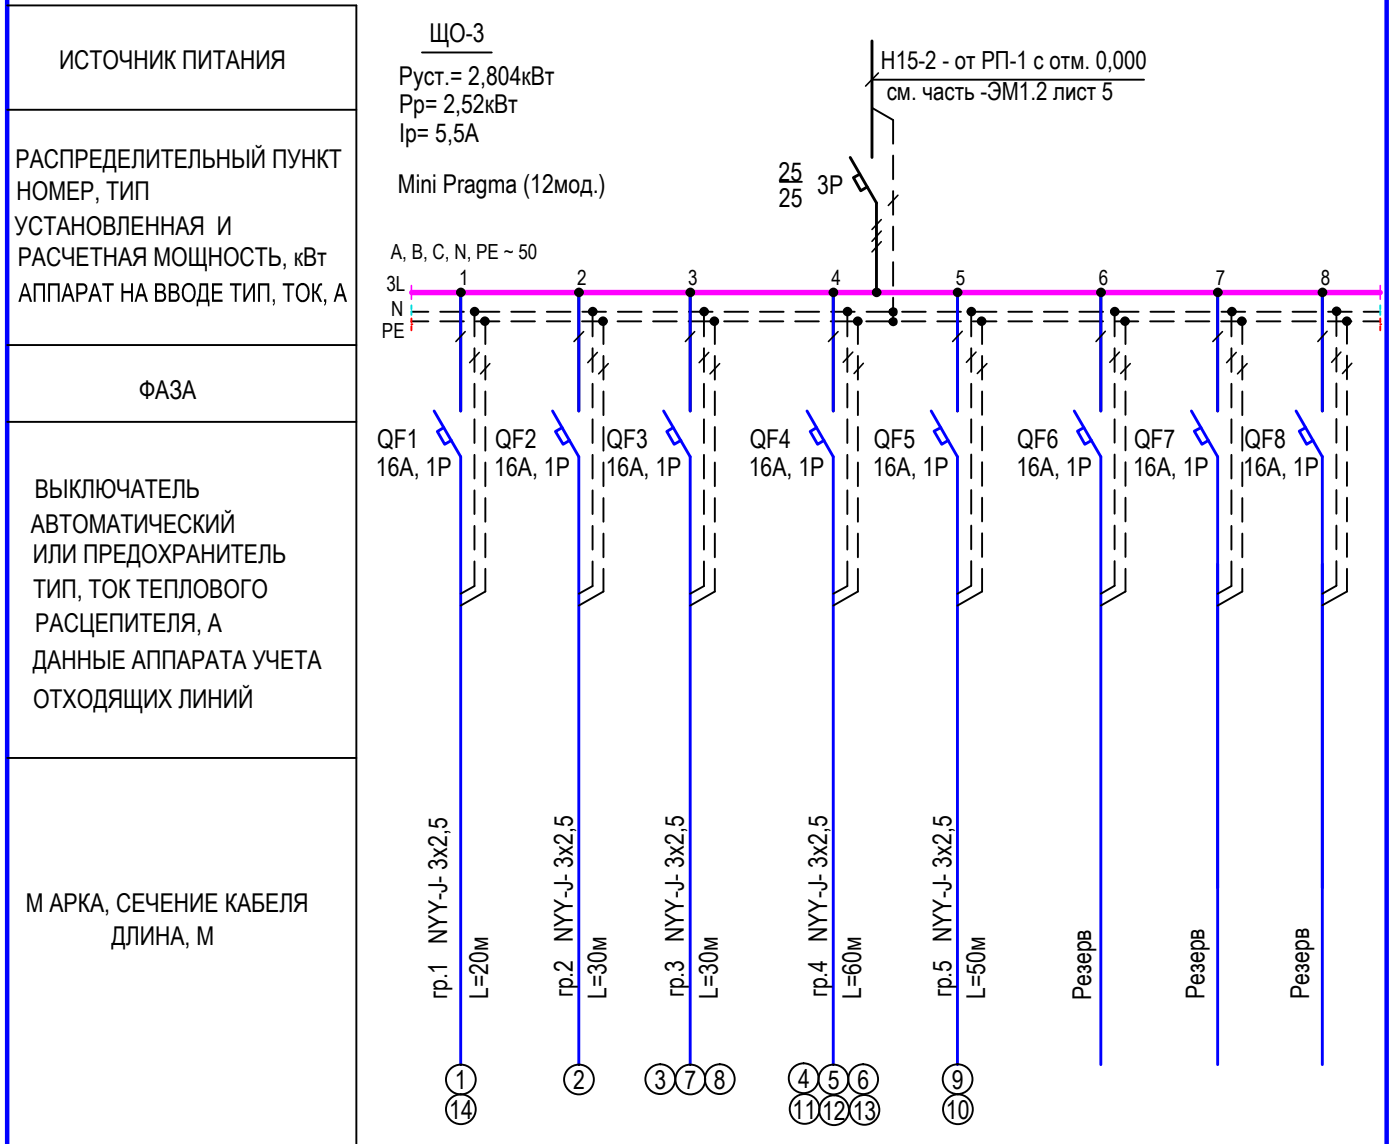 ИСТОЧНИК ПИТАНИЯ
РАСПРЕДЕЛИТЕЛЬНЫЙ ПУНКТ
НОМЕР, ТИП
УСТАНОВЛЕННАЯ И
РАСЧЕТНАЯ МОЩНОСТЬ, кВт
АППАРАТ НА ВВОДЕ ТИП, ТОК, А
ФАЗА
ВЫКЛЮЧАТЕЛЬ
АВТОМАТИЧЕСКИЙ
ИЛИ ПРЕДОХРАНИТЕЛЬ
ТИП, ТОК ТЕПЛОВОГО
РАСЦЕПИТЕЛЯ, А
ДАННЫЕ АППАРАТА УЧЕТА
ОТХОДЯЩИХ ЛИНИЙ
М АРКА, СЕЧЕНИЕ КАБЕЛЯ
ДЛИНА, М
ЩО-3
Руст.= 2,804кВт
Рр= 2,52кВт
Iр= 5,5А
Mini Pragma (12мод.)
Н15-2 - от РП-1 с отм. 0,000
см. часть -ЭМ1.2 лист 5
25
25
3Р
А, В, С, N, PE ~ 50
3L
N
PE
1 2 3 4 5 6 7 8
QF1
16А, 1Р
QF2
16А, 1Р
QF3
16А, 1Р
QF4
16А, 1Р
QF5
16А, 1Р
QF6
16А, 1Р
QF7
16А, 1Р
QF8
16А, 1Р
гр.1 NYY-J- 3x2,5
L=20м
гр.2 NYY-J- 3x2,5
L=30м
гр.3 NYY-J- 3x2,5
L=30м
гр.4 NYY-J- 3x2,5
L=60м
гр.5 NYY-J- 3x2,5
L=50м
Резерв
Резерв
Резерв
1
14
2
3 7 8
4 5 6
11 12 13
9
10